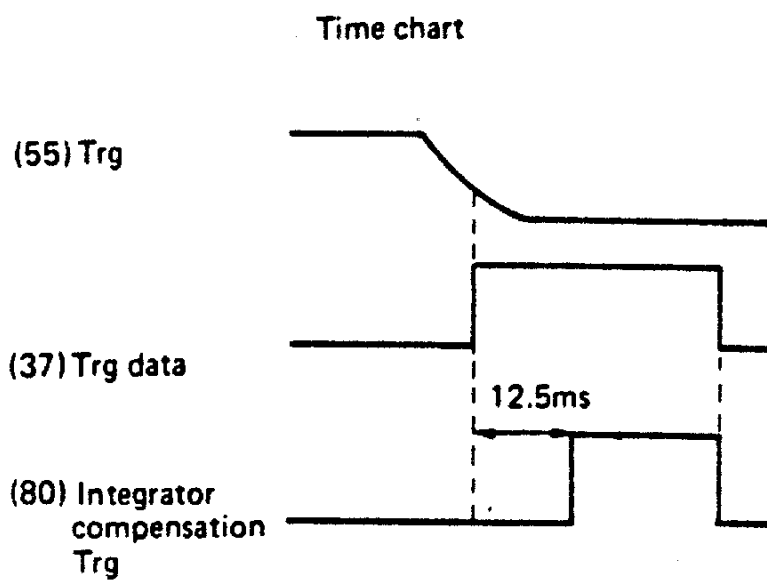 Time chart
(55) Trg
(37) Trg data
12.5ms
(80) Integrator
compensation
Trg